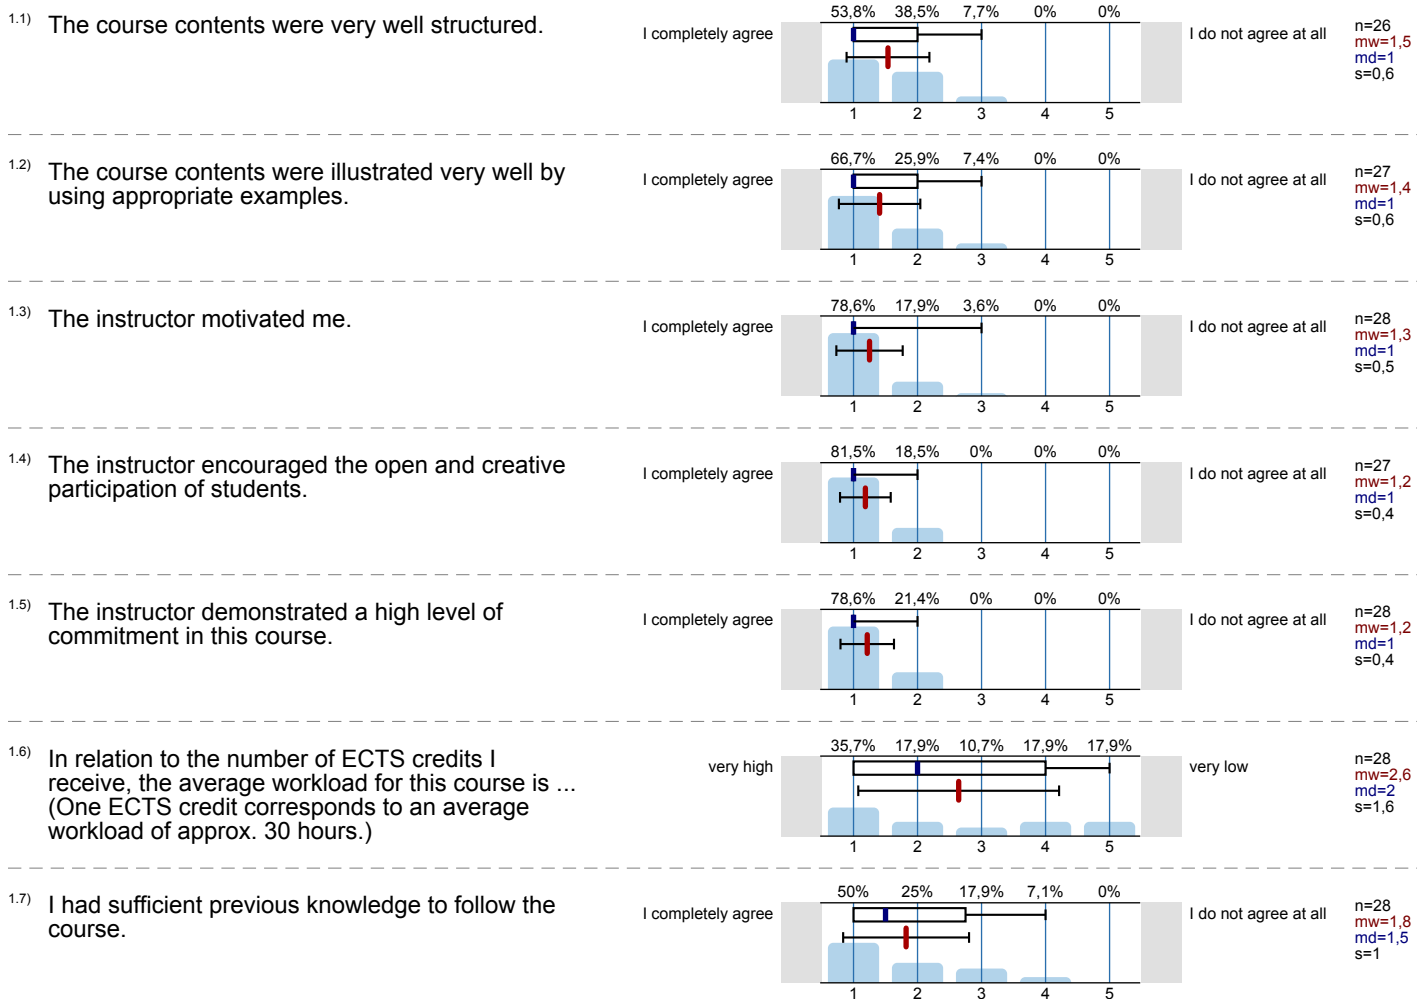 1.1) The course contents were very well structured.
I completely agree
53,8% 38,5% 7,7% 0% 0%
1 2 3 4 5
I do not agree at all
n=26
mw=1,5
md=1
s=0,6
1.2) The course contents were illustrated very well by
using appropriate examples.
I completely agree
66,7% 25,9% 7,4% 0% 0%
1 2 3 4 5
I do not agree at all
n=27
mw=1,4
md=1
s=0,6
1.3) The instructor motivated me.
I completely agree
78,6% 17,9% 3,6% 0% 0%
1 2 3 4 5
I do not agree at all
n=28
mw=1,3
md=1
s=0,5
1.4) The instructor encouraged the open and creative
participation of students.
I completely agree
81,5% 18,5% 0% 0% 0%
1 2 3 4 5
I do not agree at all
n=27
mw=1,2
md=1
s=0,4
1.5) The instructor demonstrated a high level of
commitment in this course.
I completely agree
78,6% 21,4% 0% 0% 0%
1 2 3 4 5
I do not agree at all
n=28
mw=1,2
md=1
s=0,4
1.6) In relation to the number of ECTS credits I
receive, the average workload for this course is ...
(One ECTS credit corresponds to an average
workload of approx. 30 hours.)
very high
35,7% 17,9% 10,7% 17,9% 17,9%
1 2 3 4 5
very low
n=28
mw=2,6
md=2
s=1,6
1.7) I had sufficient previous knowledge to follow the
course.
I completely agree
50% 25% 17,9% 7,1% 0%
1 2 3 4 5
I do not agree at all
n=28
mw=1,8
md=1,5
s=1